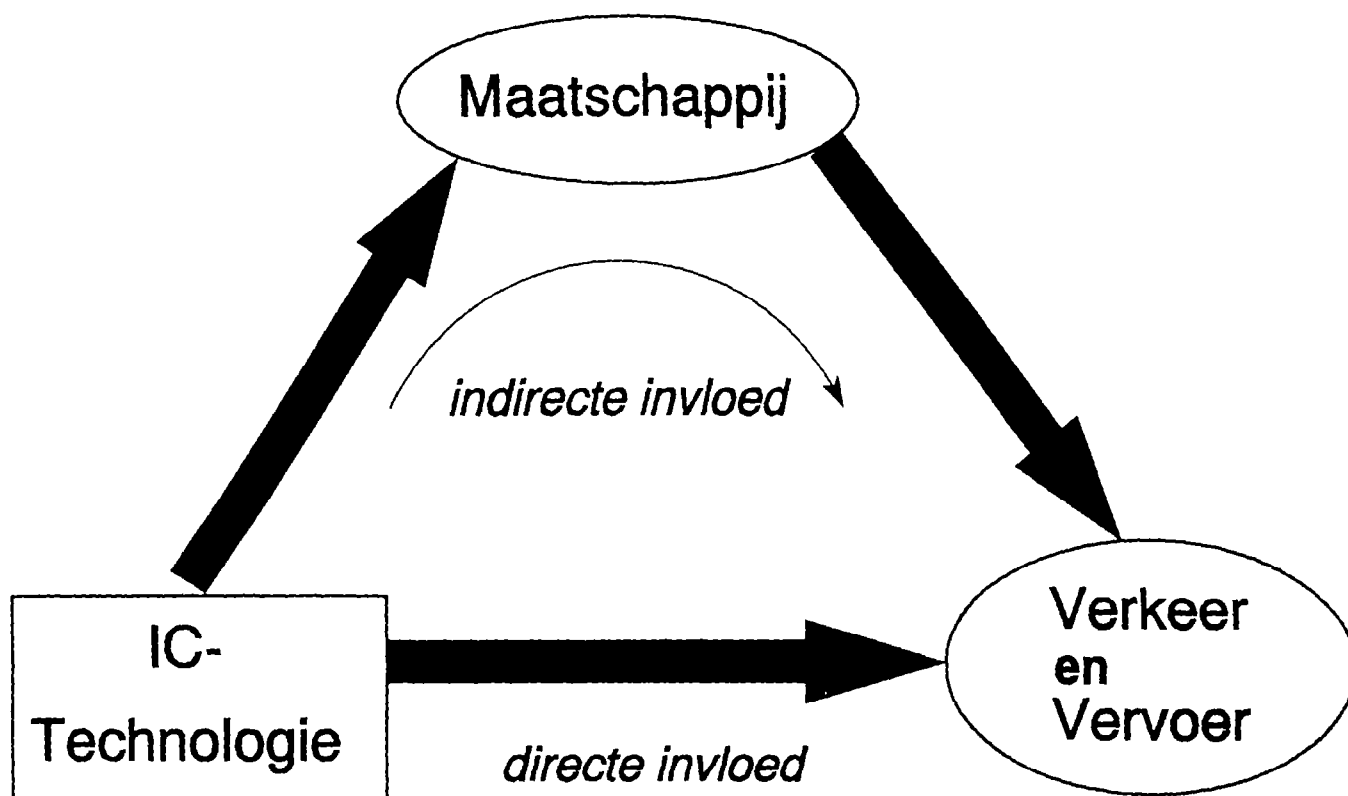 Maatschappij
indirecte invloed
IC-
Technologie
Verkeer
en
Vervoer
directe invloed